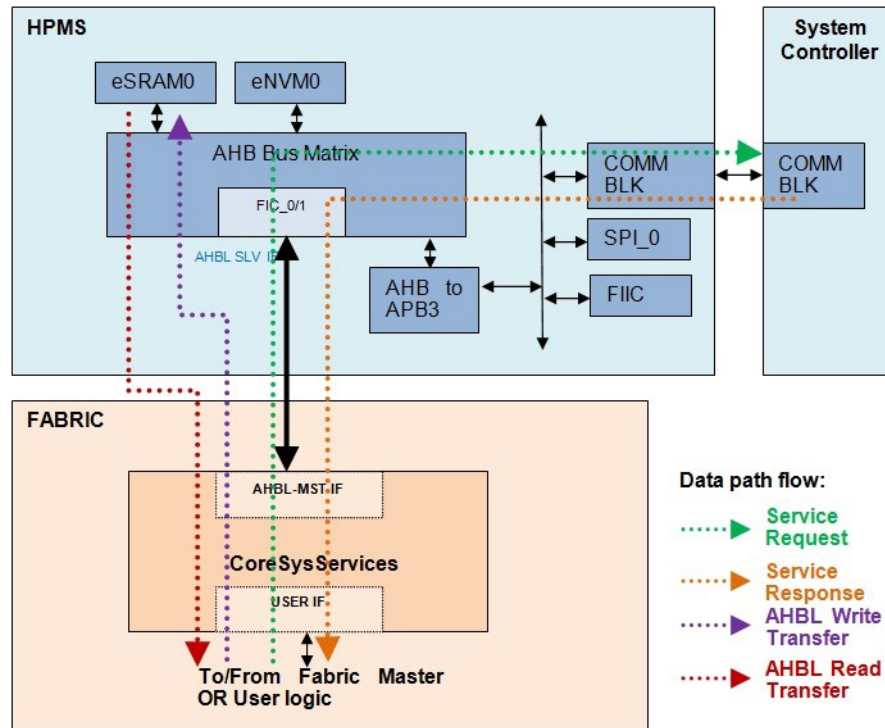 HPMS
System
Controller
eSRAM0
eNVM0
AHB Bus Matrix
FIC_0/1
AHBL SLV IF
COMM
BLK
COMM
BLK
SPI_0
AHB to
APB3
FIIC
FABRIC
AHBL-MST IF
CoreSysServices
USER IF
To/From Fabric Master
OR User logic
Data path flow:
Service
Request
Service
Response
AHBL Write
Transfer
AHBL Read
Transfer